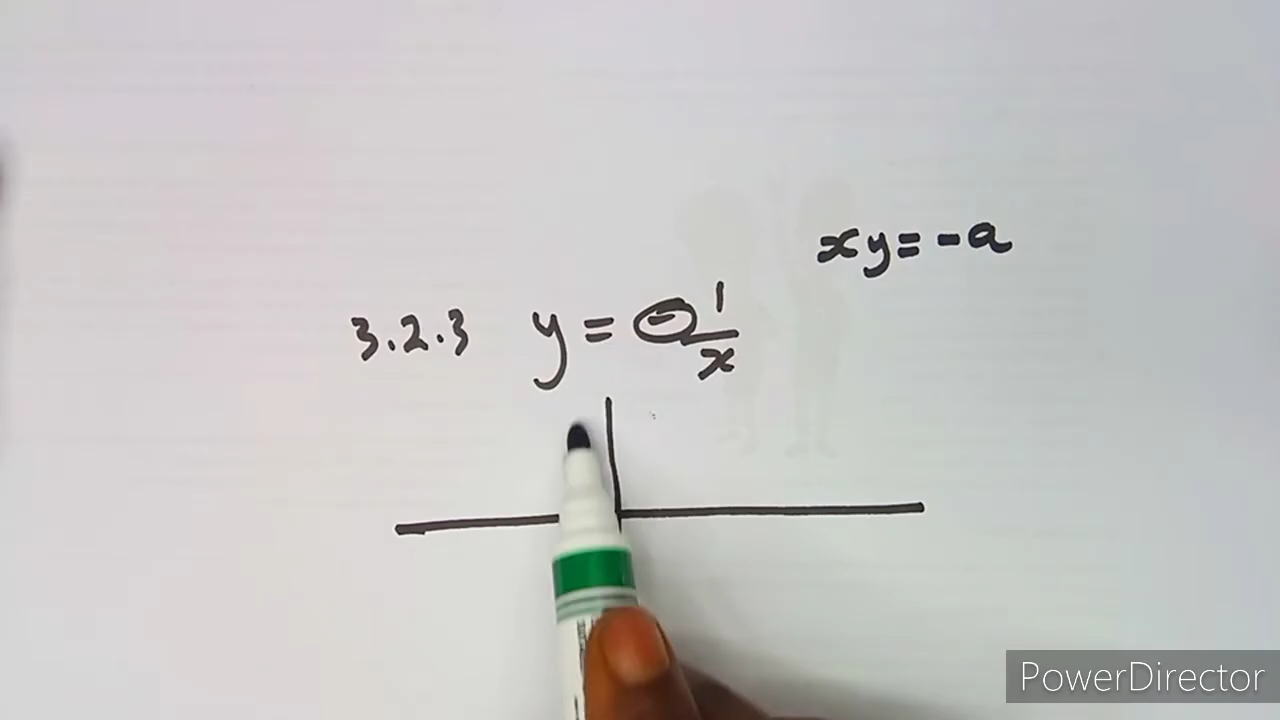 xy = -a
3.2.3 y = -1/x
PowerDirector